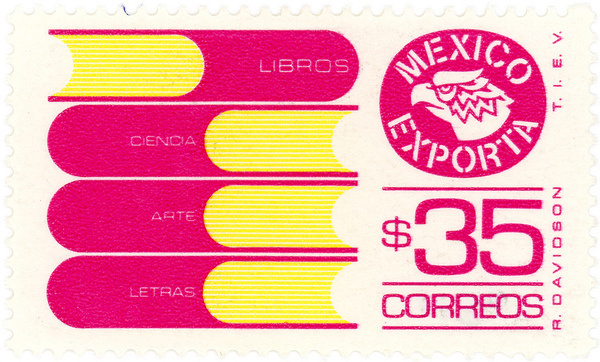 LIBROS
CIENCIA
ARTE
LETRAS
MEXICO
EXPORTA
T. I. E. V.
$35
CORREOS
R. DAVIDSON